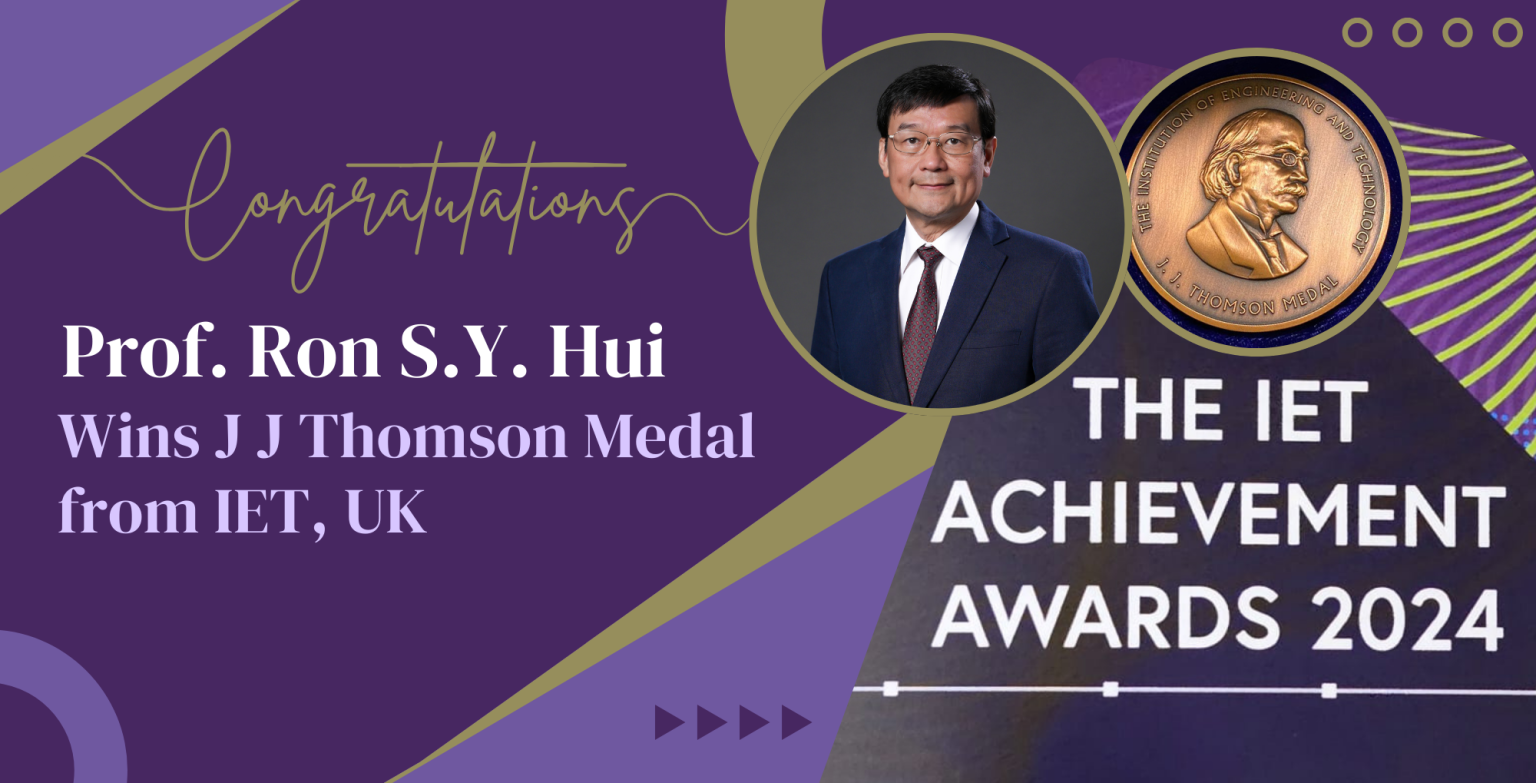 Congratulations
Prof. Ron S.Y. Hui
Wins J J Thomson Medal
from IET, UK
THE INSTITUTION OF ENGINEERING AND TECHNOLOGY
J. J. THOMSON MEDAL
THE IET
ACHIEVEMENT
AWARDS 2024